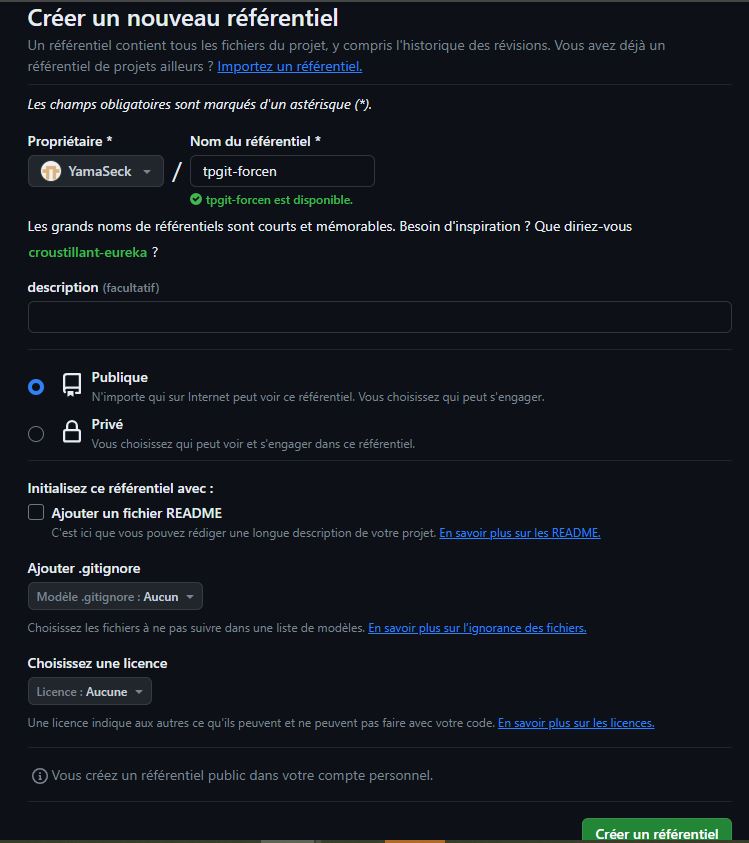 Créer un nouveau référentiel
Un référentiel contient tous les fichiers du projet, y compris l'historique des révisions. Vous avez déjà un
référentiel de projets ailleurs ? Importez un référentiel.
Les champs obligatoires sont marqués d'un astérisque (*).
Propriétaire * Nom du référentiel *
YamaSeck / tpgit-forcen
tpgit-forcen est disponible.
Les grands noms de référentiels sont courts et mémorables. Besoin d'inspiration ? Que diriez-vous
croustillant-eureka ?
description (facultatif)
Publique
N'importe qui sur Internet peut voir ce référentiel. Vous choisissez qui peut s'engager.
Privé
Vous choisissez qui peut voir et s'engager dans ce référentiel.
Initialisez ce référentiel avec :
Ajouter un fichier README
C'est ici que vous pouvez rédiger une longue description de votre projet. En savoir plus sur les README.
Ajouter .gitignore
Modèle .gitignore : Aucun
Choisissez les fichiers à ne pas suivre dans une liste de modèles. En savoir plus sur l'ignorance des fichiers.
Choisissez une licence
Licence : Aucune
Une licence indique aux autres ce qu'ils peuvent et ne peuvent pas faire avec votre code. En savoir plus sur les licences.
Vous créez un référentiel public dans votre compte personnel.
Créer un référentiel